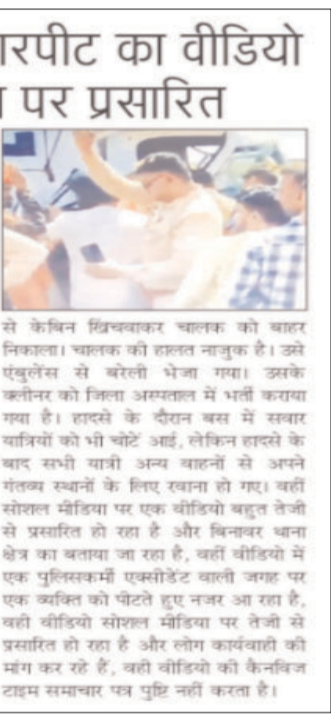 ारपीट का वीडियो
पर प्रसारित
से केबिन खिंचवाकर चालक को बाहर
निकाला। चालक की हालत नाजुक है। उसे
एंबुलेंस से बरेली भेजा गया। उसके
क्लीनर को जिला अस्पताल में भर्ती कराया
गया है। हादसे के दौरान बस में सवार
यात्रियों को भी चोटें आई, लेकिन हादसे के
बाद सभी यात्री अन्य वाहनों से अपने
गंतव्य स्थानों के लिए रवाना हो गए। वहीं
सोशल मीडिया पर एक वीडियो बहुत तेजी
से प्रसारित हो रहा है और बिनावर थाना
क्षेत्र का बताया जा रहा है, वहीं वीडियो में
एक पुलिसकर्मी एक्सीडेंट वाली जगह पर
एक व्यक्ति को पीटते हुए नजर आ रहा है,
वही वीडियो सोशल मीडिया पर तेजी से
प्रसारित हो रहा है और लोग कार्यवाही की
मांग कर रहे हैं, वही वीडियो की कैनविज
टाइम समाचार पत्र पुष्टि नहीं करता है।